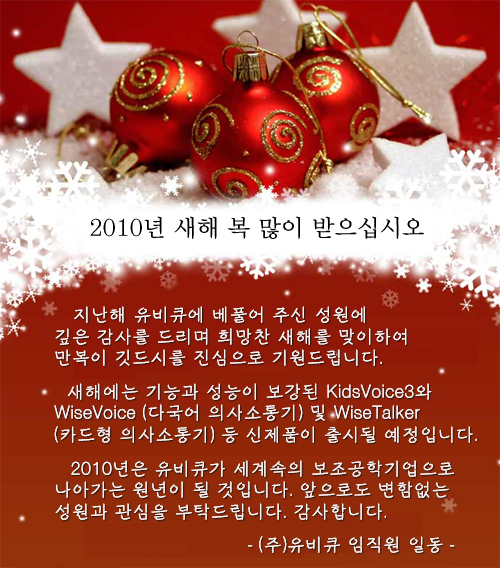 2010년 새해 복 많이 받으십시오
지난해 유비큐에 베풀어 주신 성원에
깊은 감사를 드리며 희망찬 새해를 맞이하여
만복이 깃드시를 진심으로 기원드립니다.
새해에는 기능과 성능이 보강된 KidsVoice3와
WiseVoice (다국어 의사소통기) 및 WiseTalker
(카드형 의사소통기) 등 신제품이 출시될 예정입니다.
2010년은 유비큐가 세계속의 보조공학기업으로
나아가는 원년이 될 것입니다. 앞으로도 변함없는
성원과 관심을 부탁드립니다. 감사합니다.
- (주)유비큐 임직원 일동 -